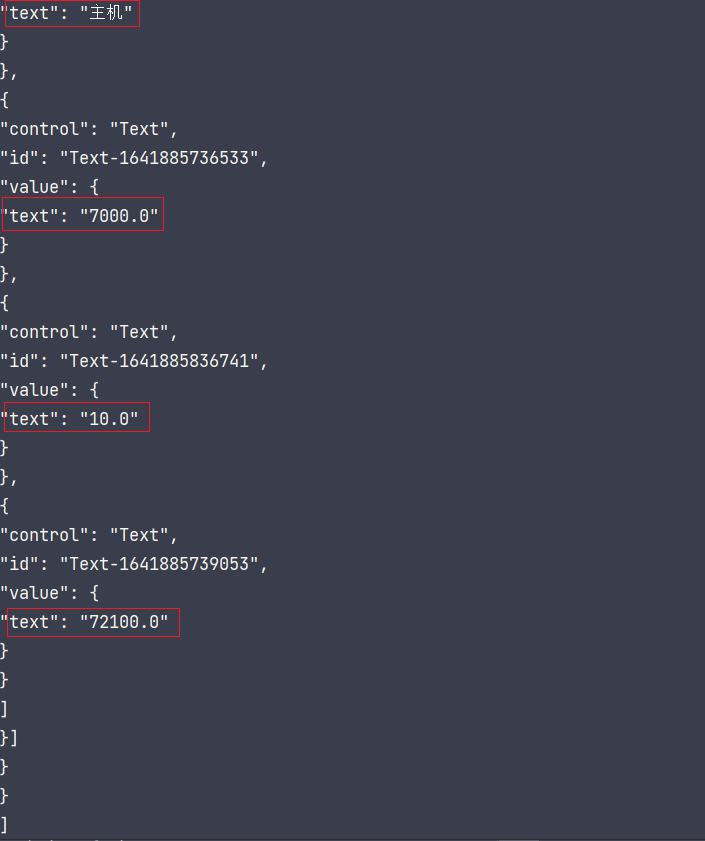 "text": "主机"
}
},
{
"control": "Text",
"id": "Text-1641885736533",
"value": {
"text": "7000.0"
}
},
{
"control": "Text",
"id": "Text-1641885836741",
"value": {
"text": "10.0"
}
},
{
"control": "Text",
"id": "Text-1641885739053",
"value": {
"text": "72100.0"
}
}
]
}]
}
}
]